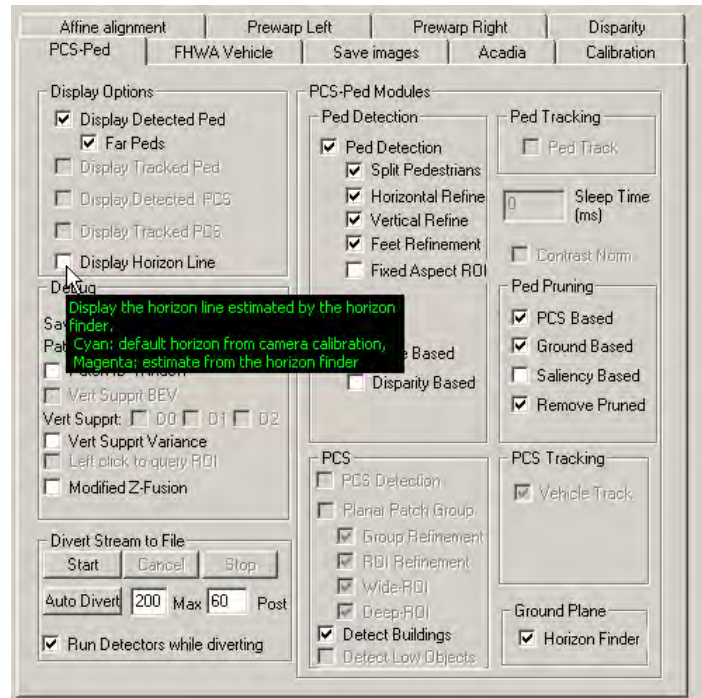 Affine alignment Prewarp Left Prewarp Right Disparity
PCS-Ped FHWA Vehicle Save images Acadia Calibration
Display Options
Display Detected Ped
Far Peds
Display Tracked Ped
Display Detected PCS
Display Tracked PCS
Display Horizon Line
Debug
Display the horizon line estimated by the horizon
finder.
Cyan: default horizon from camera calibration,
Magenta: estimate from the horizon finder
Vert Supprt BEV
Vert Supprt: D0 D1 D2
Vert Supprt Variance
Left click to query ROI
Modified Z-Fusion
Divert Stream to File
Start Cancel Stop
Auto Divert 200 Max 60 Post
Run Detectors while diverting
PCS-Ped Modules
Ped Detection
Ped Detection
Split Pedestrians
Horizontal Refine
Vertical Refine
Feet Refinement
Fixed Aspect ROI
Based
Disparity Based
PCS
PCS Detection
Planar Patch Group
Group Refinement
ROI Refinement
Wide-ROI
Deep-ROI
Detect Buildings
Detect Low Objects
Ped Tracking
Ped Track
0 Sleep Time
(ms)
Contrast Norm
Ped Pruning
PCS Based
Ground Based
Saliency Based
Remove Pruned
PCS Tracking
Vehicle Track
Ground Plane
Horizon Finder